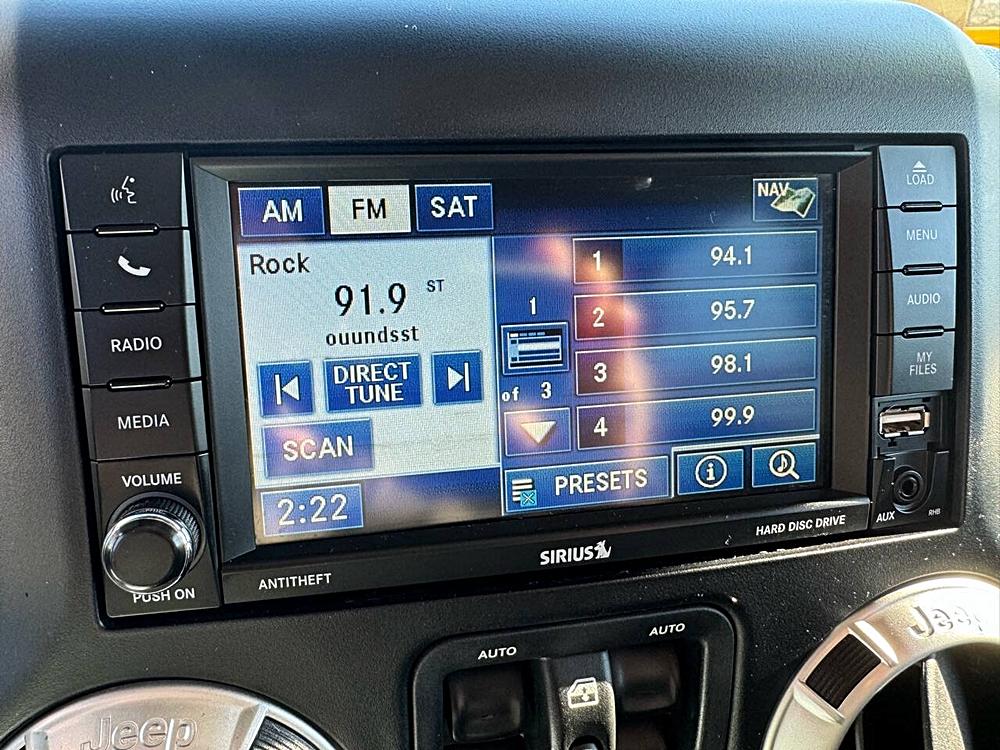 AM FM SAT NAV
Rock
91.9 ST
ouundsst
DIRECT
TUNE
SCAN
2:22
1
of 3
1 94.1
2 95.7
3 98.1
4 99.9
PRESETS
RADIO
MEDIA
VOLUME
PUSH ON
LOAD
MENU
AUDIO
MY
FILES
AUX RHB
ANTITHEFT
SIRIUS
HARD DISC DRIVE
AUTO AUTO
Jeep
Jeep